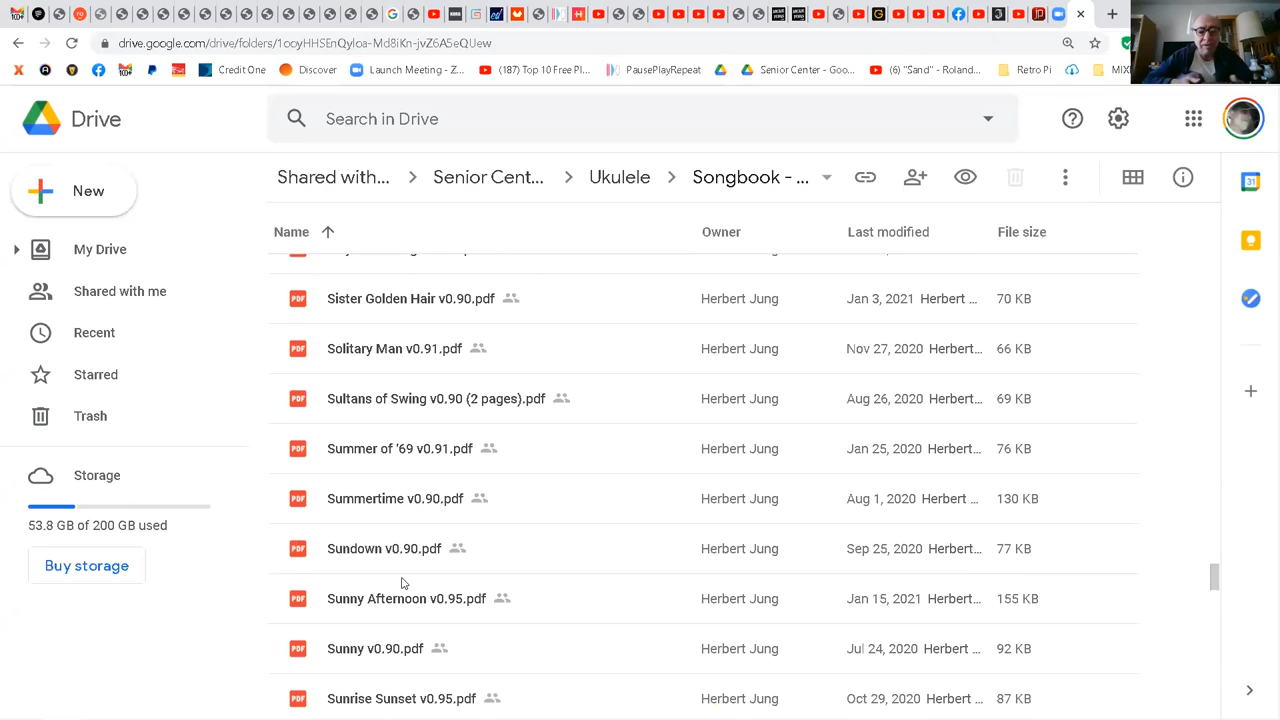 drive.google.com/drive/folders/
Credit One
Discover
Launch Meeting - Z...
(187) Top 10 Free Pl...
PausePlayRepeat
Senior Center - Goo...
(6) "Sand" - Roland...
Retro Pi
Drive
Search in Drive
New
Shared with...
Senior Cent...
Ukulele
Songbook - ...
My Drive
Shared with me
Recent
Starred
Trash
Storage
53.8 GB of 200 GB used
Buy storage
Name
Owner
Last modified
File size
Sister Golden Hair v0.90.pdf Herbert Jung Jan 3, 2021 Herbert ... 70 KB
Solitary Man v0.91.pdf Herbert Jung Nov 27, 2020 Herbert... 66 KB
Sultans of Swing v0.90 (2 pages).pdf Herbert Jung Aug 26, 2020 Herbert... 69 KB
Summer of '69 v0.91.pdf Herbert Jung Jan 25, 2020 Herbert... 76 KB
Summertime v0.90.pdf Herbert Jung Aug 1, 2020 Herbert ... 130 KB
Sundown v0.90.pdf Herbert Jung Sep 25, 2020 Herbert... 77 KB
Sunny Afternoon v0.95.pdf Herbert Jung Jan 15, 2021 Herbert... 155 KB
Sunny v0.90.pdf Herbert Jung Jul 24, 2020 Herbert ... 92 KB
Sunrise Sunset v0.95.pdf Herbert Jung Oct 29, 2020 Herbert... 87 KB